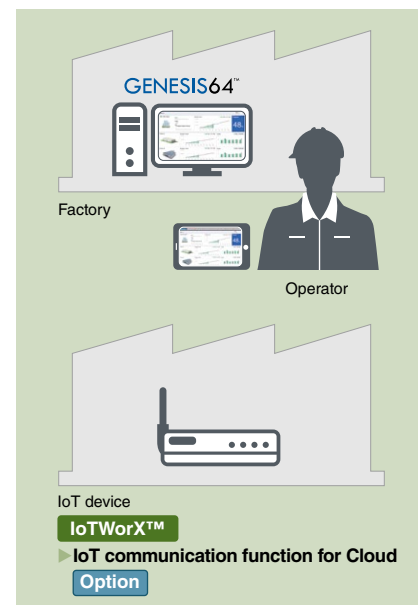 GENESIS64™
Factory
Operator
IoT device
IoTWorX™
▶IoT communication function for Cloud
Option